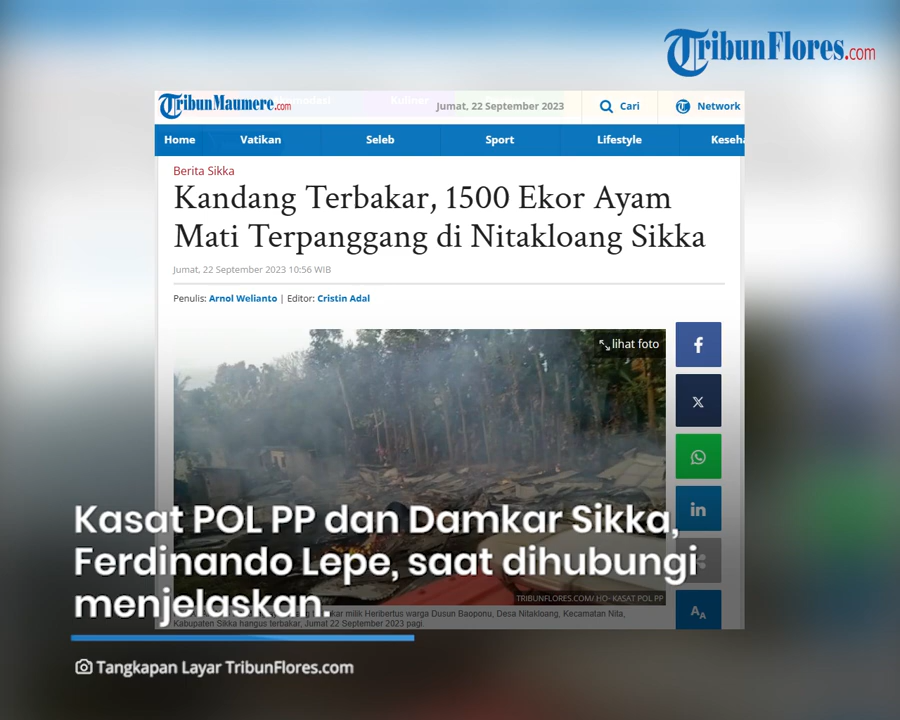 TribunFlores.com
TribunMaumere.com
Kuliner
Jumat, 22 September 2023
Cari
Network
Home
Vatikan
Seleb
Sport
Lifestyle
Keseha
Berita Sikka
Kandang Terbakar, 1500 Ekor Ayam
Mati Terpanggang di Nitakloang Sikka
Jumat, 22 September 2023 10:56 WIB
Penulis: Arnol Welianto | Editor: Cristin Adal
lihat foto
Kasat POL PP dan Damkar Sikka,
Ferdinando Lepe, saat dihubungi
menjelaskan.
TRIBUNFLORES.COM/ HO- KASAT POL PP
kar milik Heribertus warga Dusun Baoponu, Desa Nitakloang, Kecamatan Nita,
Kabupaten Sikka hangus terbakar, Jumat 22 September 2023 pagi.
AA
Tangkapan Layar TribunFlores.com